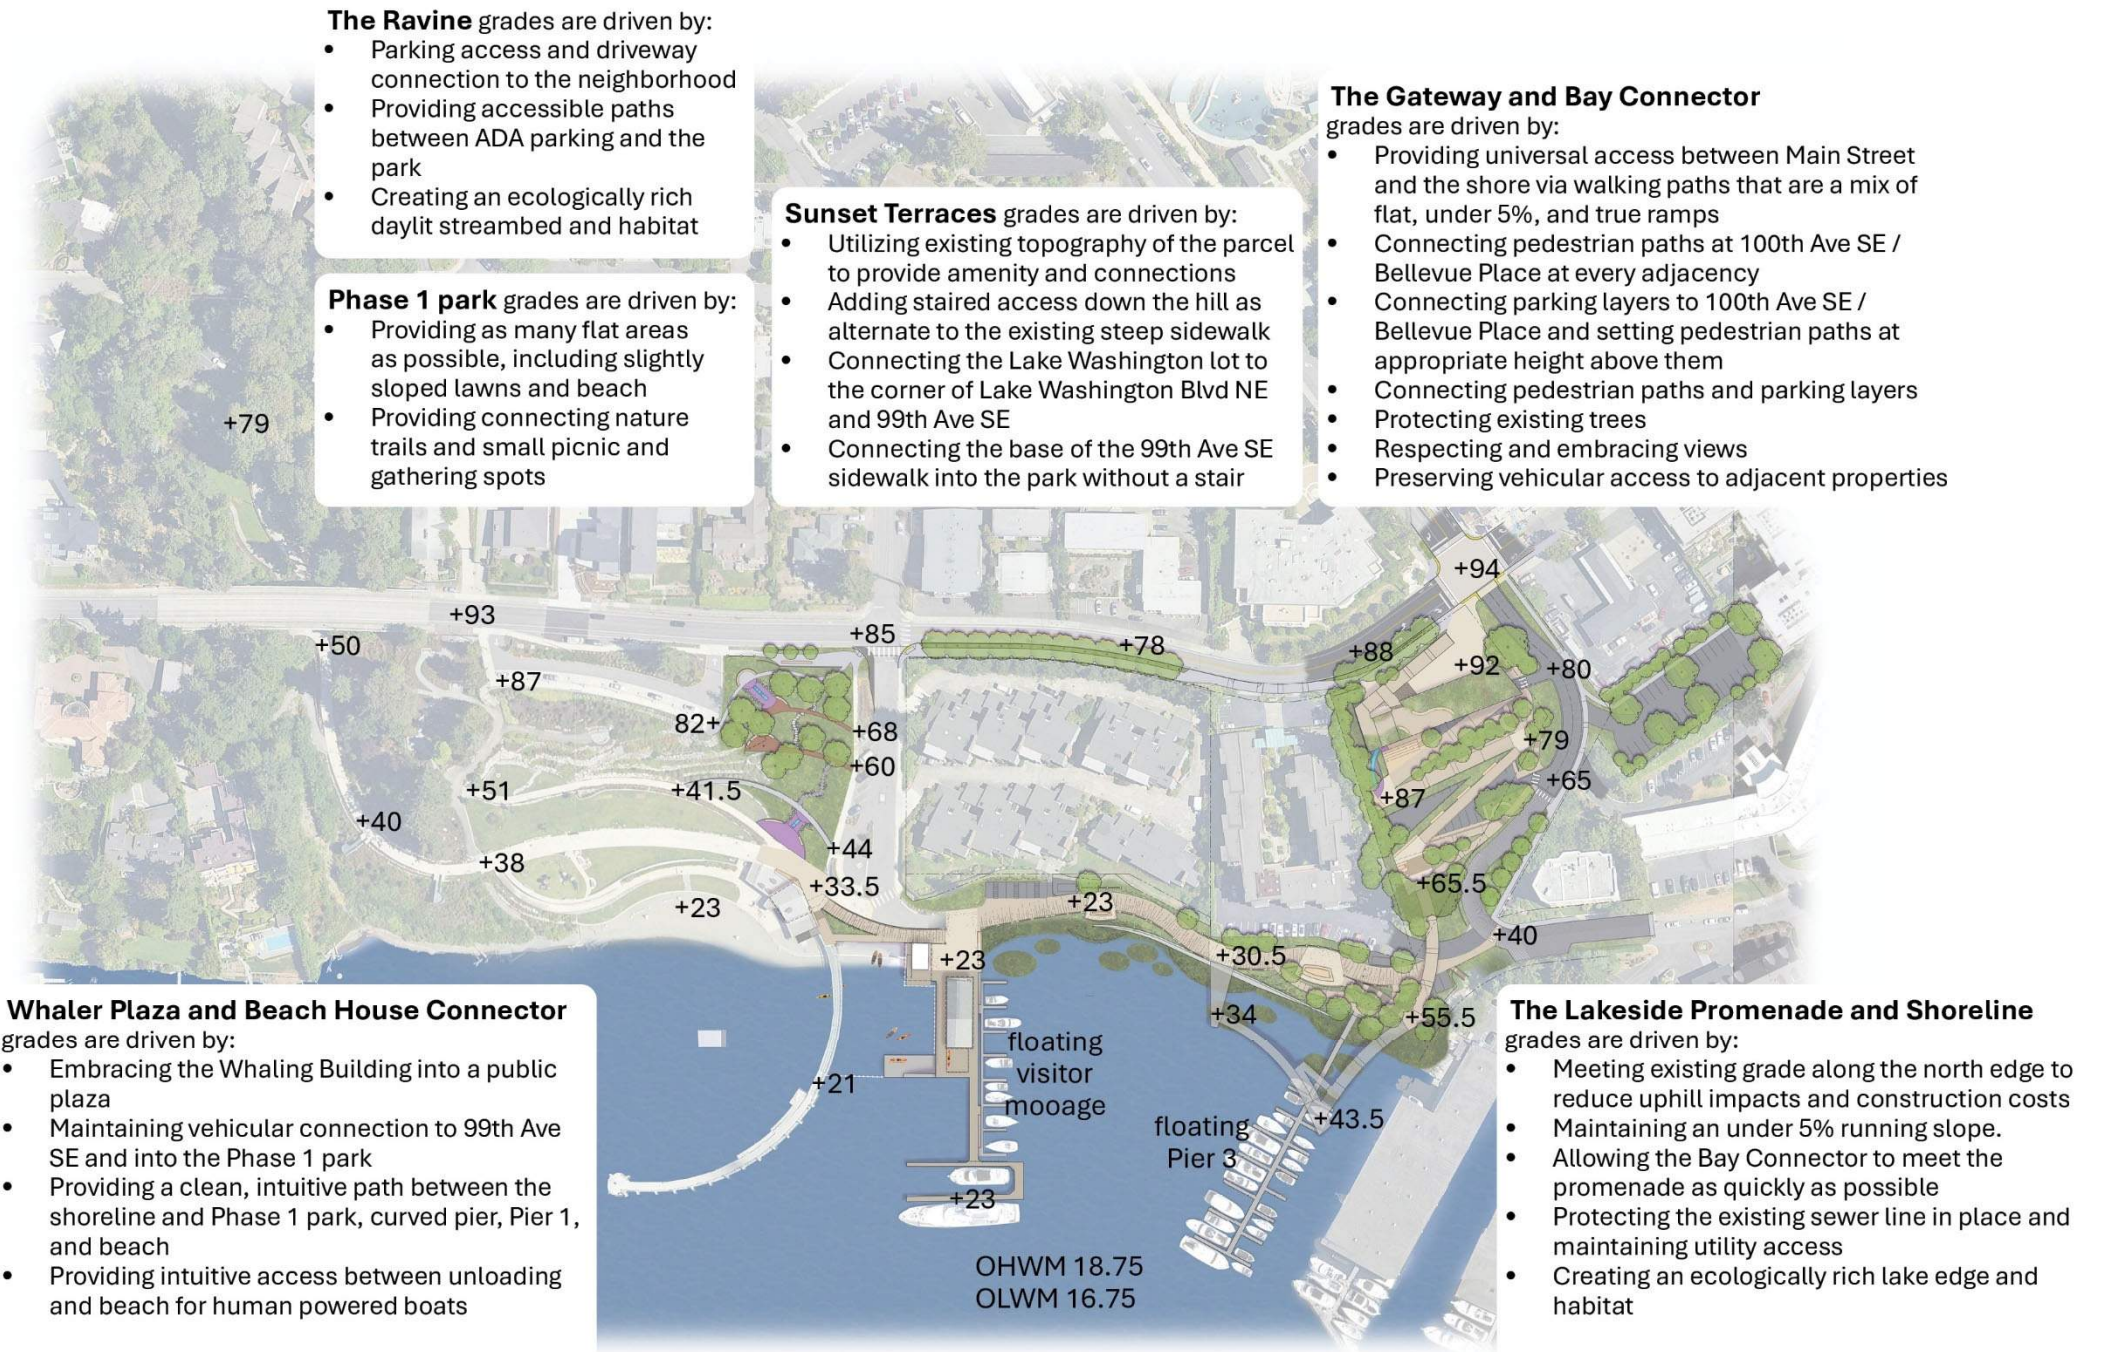 The Ravine grades are driven by:
• Parking access and driveway
connection to the neighborhood
• Providing accessible paths
between ADA parking and the
park
• Creating an ecologically rich
daylit streambed and habitat
Phase 1 park grades are driven by:
• Providing as many flat areas
as possible, including slightly
sloped lawns and beach
• Providing connecting nature
trails and small picnic and
gathering spots
Sunset Terraces grades are driven by:
• Utilizing existing topography of the parcel
to provide amenity and connections
• Adding staired access down the hill as
alternate to the existing steep sidewalk
• Connecting the Lake Washington lot to
the corner of Lake Washington Blvd NE
and 99th Ave SE
• Connecting the base of the 99th Ave SE
sidewalk into the park without a stair
The Gateway and Bay Connector
grades are driven by:
• Providing universal access between Main Street
and the shore via walking paths that are a mix of
flat, under 5%, and true ramps
• Connecting pedestrian paths at 100th Ave SE /
Bellevue Place at every adjacency
• Connecting parking layers to 100th Ave SE /
Bellevue Place and setting pedestrian paths at
appropriate height above them
• Connecting pedestrian paths and parking layers
• Protecting existing trees
• Respecting and embracing views
• Preserving vehicular access to adjacent properties
+79
+94
+93
+85
+50
+78
+88
+92
+80
+87
82+
+68
+79
+60
+65
+51
+41.5
+87
+40
+44
+38
+33.5
+65.5
+23
+23
+40
+23
+30.5
+34
+55.5
floating
visitor
mooage
+21
floating
Pier 3
+43.5
+23
OHWM 18.75
OLWM 16.75
Whaler Plaza and Beach House Connector
grades are driven by:
• Embracing the Whaling Building into a public
plaza
• Maintaining vehicular connection to 99th Ave
SE and into the Phase 1 park
• Providing a clean, intuitive path between the
shoreline and Phase 1 park, curved pier, Pier 1,
and beach
• Providing intuitive access between unloading
and beach for human powered boats
The Lakeside Promenade and Shoreline
grades are driven by:
• Meeting existing grade along the north edge to
reduce uphill impacts and construction costs
• Maintaining an under 5% running slope.
• Allowing the Bay Connector to meet the
promenade as quickly as possible
• Protecting the existing sewer line in place and
maintaining utility access
• Creating an ecologically rich lake edge and
habitat